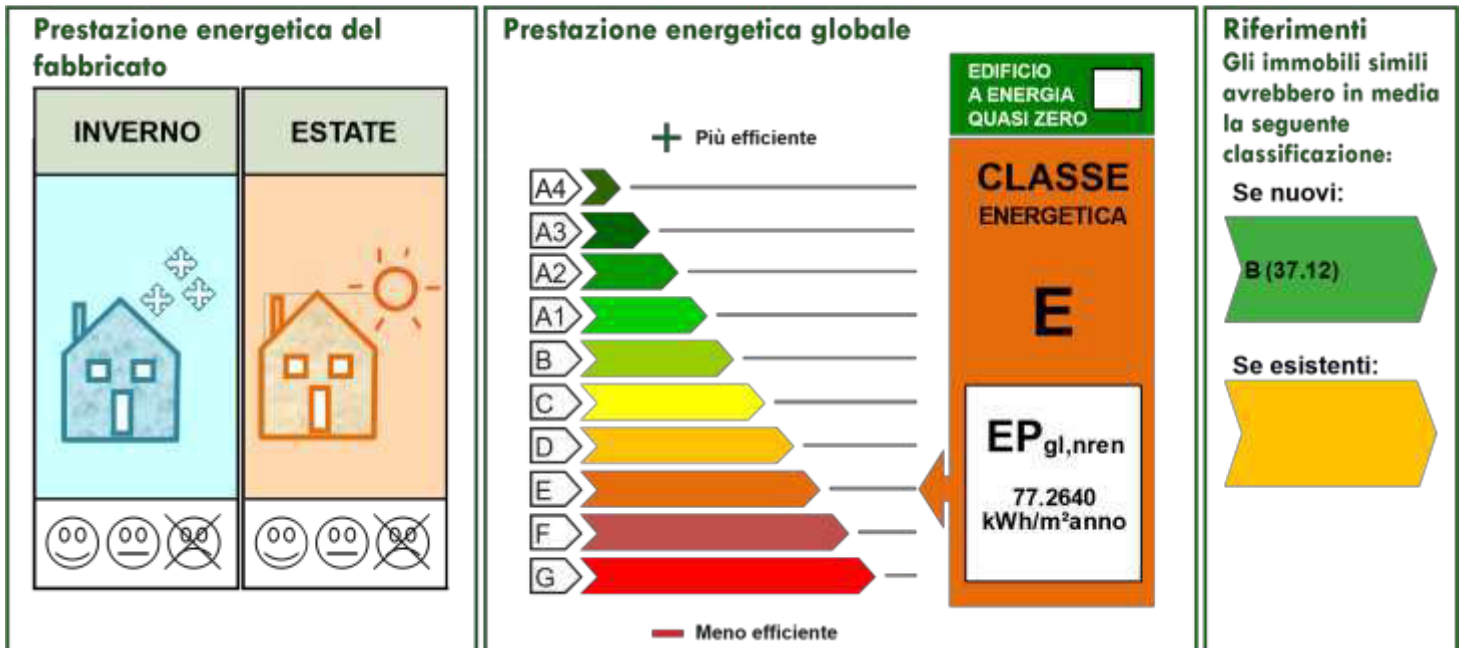 Prestazione energetica del
fabbricato
INVERNO
ESTATE
Prestazione energetica globale
+ Più efficiente
A4
A3
A2
A1
B
C
D
E
F
G
Meno efficiente
EDIFICIO
A ENERGIA
QUASI ZERO
CLASSE
ENERGETICA
E
EPgl,nren
77.2640
kWh/m²anno
Riferimenti
Gli immobili simili
avrebbero in media
la seguente
classificazione:
Se nuovi:
B (37.12)
Se esistenti: